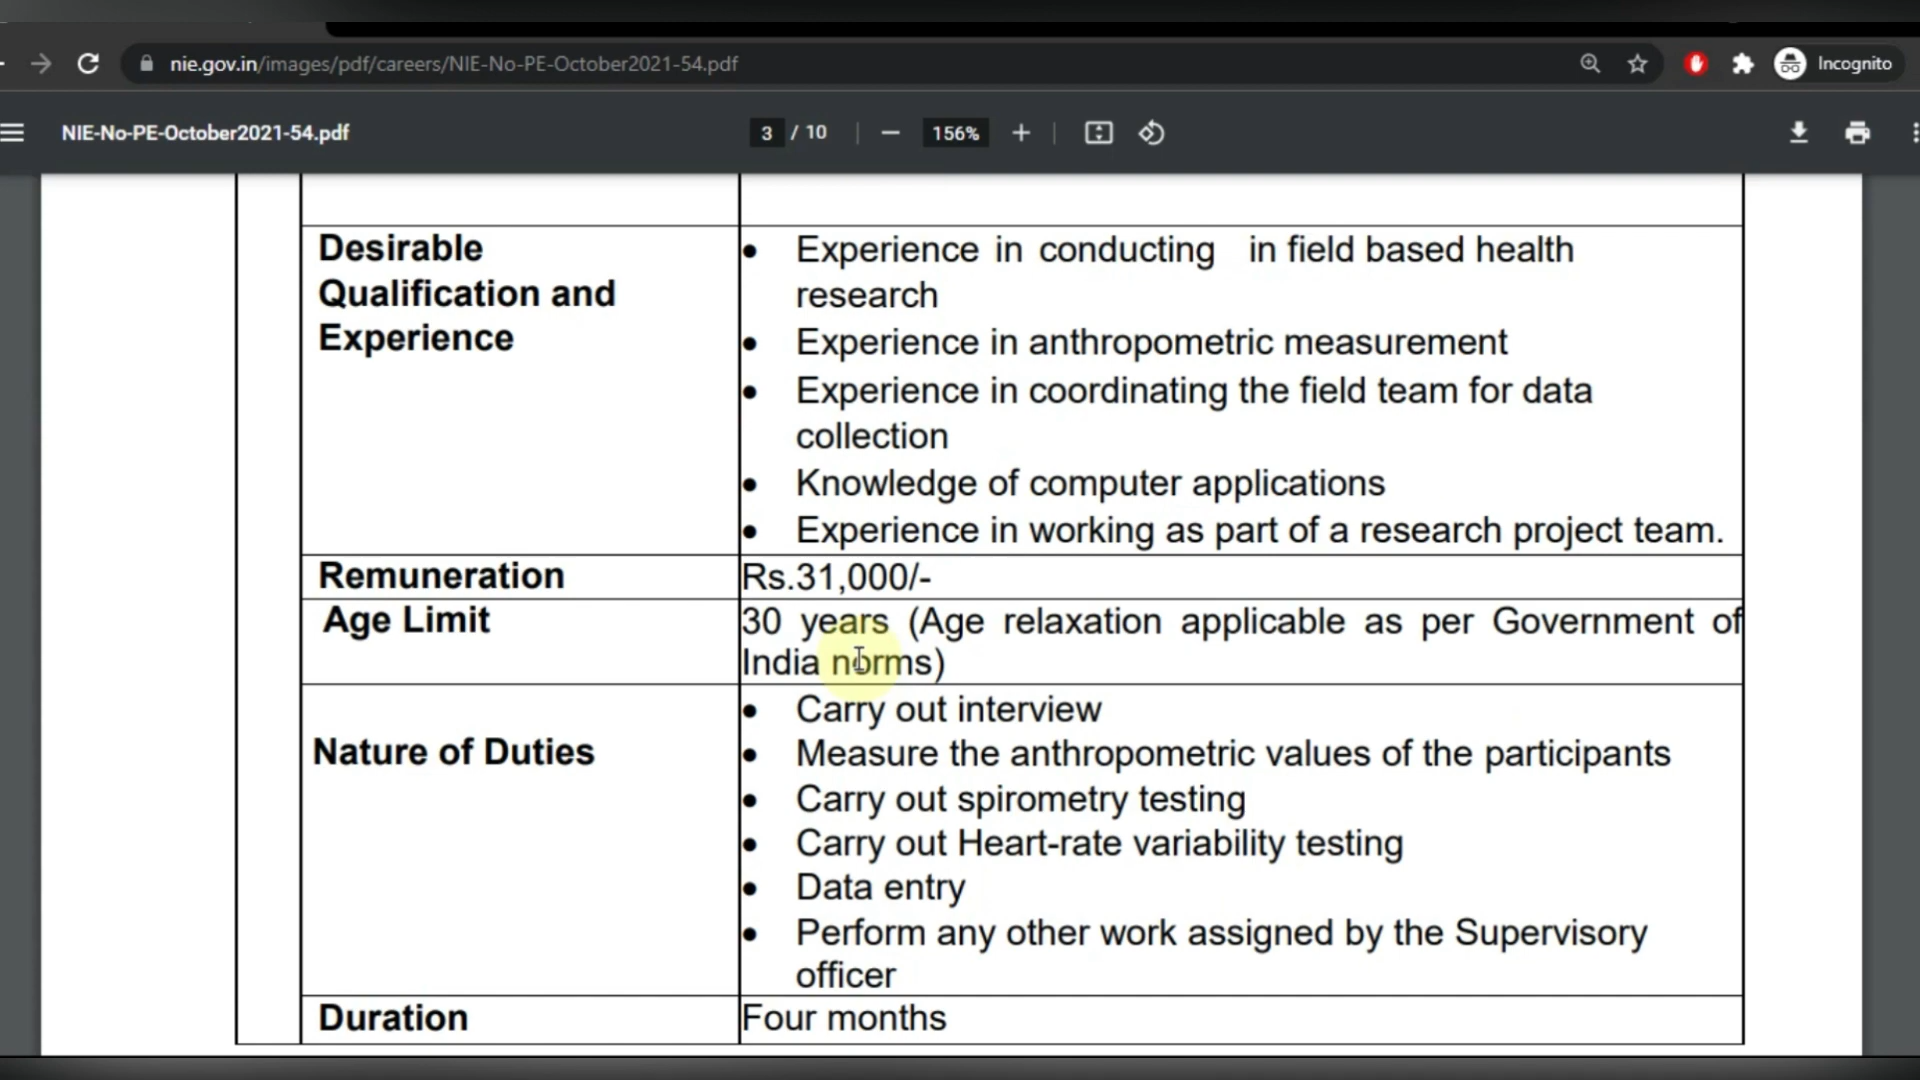 nie.gov.in/images/pdf/careers/NIE-No-PE-October2021-54.pdf
Incognito
NIE-No-PE-October2021-54.pdf
3 / 10
156%
Desirable
Qualification and
Experience
• Experience in conducting in field based health
research
• Experience in anthropometric measurement
• Experience in coordinating the field team for data
collection
• Knowledge of computer applications
• Experience in working as part of a research project team.
Remuneration
Rs.31,000/-
Age Limit
30 years (Age relaxation applicable as per Government of
India norms)
Nature of Duties
• Carry out interview
• Measure the anthropometric values of the participants
• Carry out spirometry testing
• Carry out Heart-rate variability testing
• Data entry
• Perform any other work assigned by the Supervisory
officer
Duration
Four months